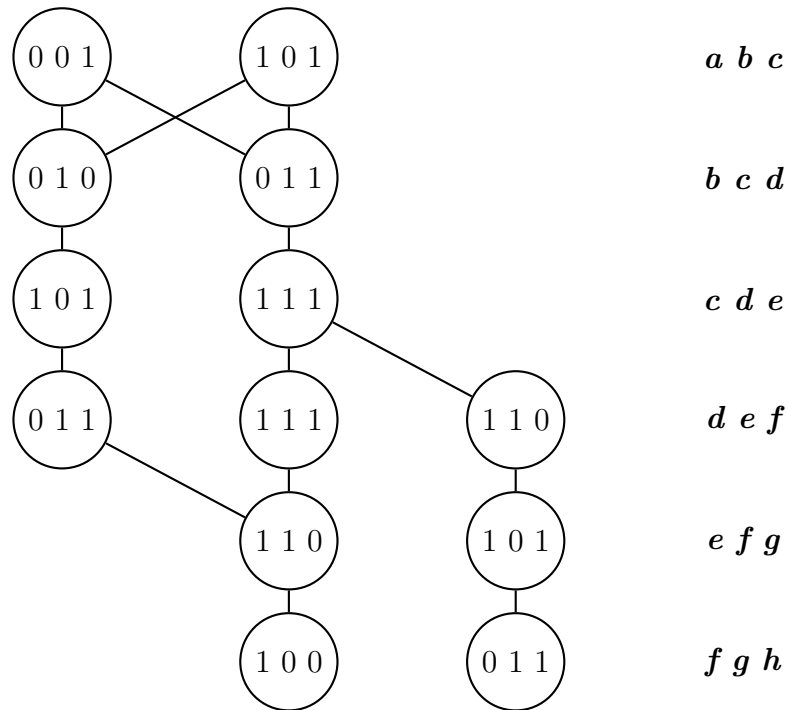 0 0 1 1 0 1 a b c
0 1 0 0 1 1 b c d
1 0 1 1 1 1 c d e
0 1 1 1 1 1 1 1 0 d e f
1 1 0 1 0 1 e f g
1 0 0 0 1 1 f g h